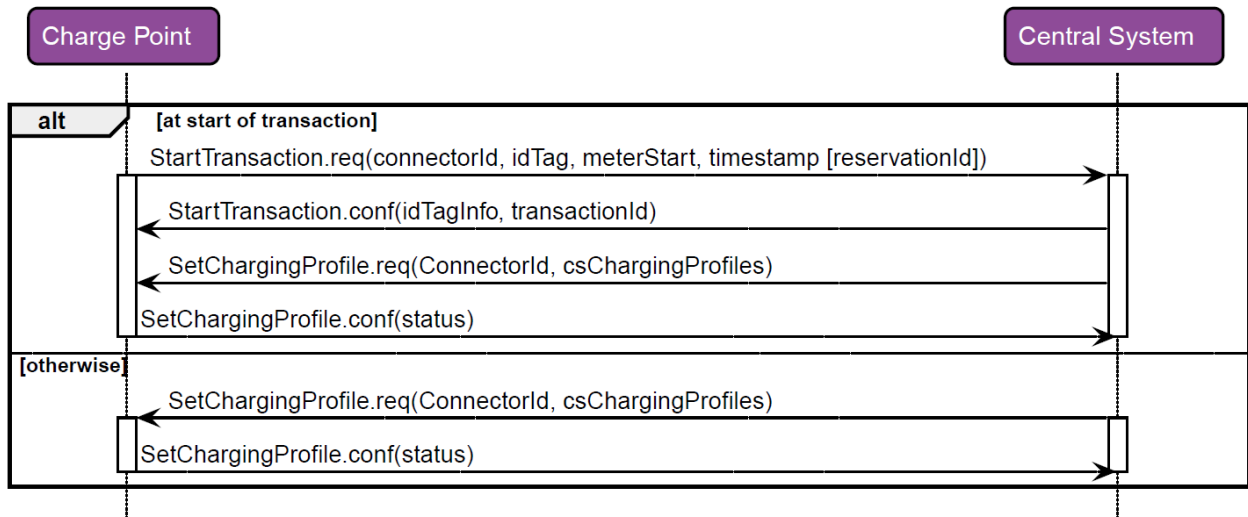 Charge Point
Central System
alt
[at start of transaction]
StartTransaction.req(connectorId, idTag, meterStart, timestamp [reservationId])
StartTransaction.conf(idTagInfo, transactionId)
SetChargingProfile.req(ConnectorId, csChargingProfiles)
SetChargingProfile.conf(status)
[otherwise]
SetChargingProfile.req(ConnectorId, csChargingProfiles)
SetChargingProfile.conf(status)